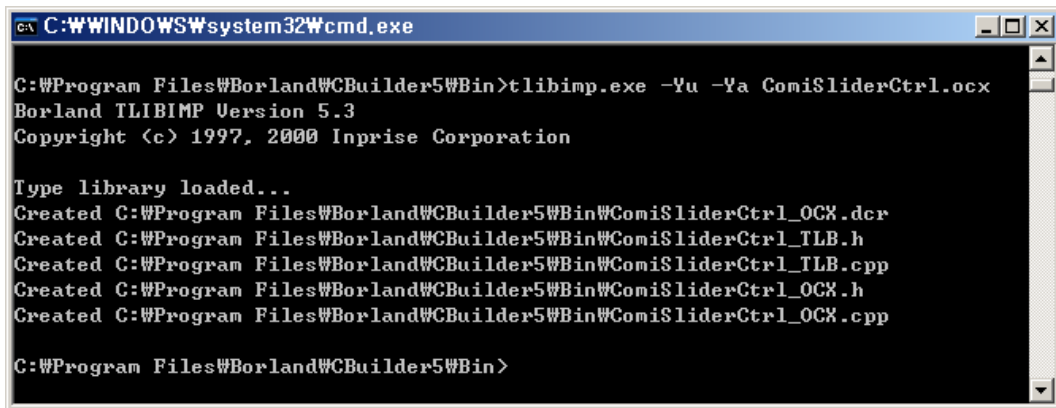 C:₩WINDOWS₩system32₩cmd.exe
C:₩Program Files₩Borland₩CBuilder5₩Bin>tlibimp.exe -Yu -Ya ComiSliderCtrl.ocx
Borland TLIBIMP Version 5.3
Copyright (c) 1997, 2000 Inprise Corporation
Type library loaded...
Created C:₩Program Files₩Borland₩CBuilder5₩Bin₩ComiSliderCtrl_OCX.dcr
Created C:₩Program Files₩Borland₩CBuilder5₩Bin₩ComiSliderCtrl_TLB.h
Created C:₩Program Files₩Borland₩CBuilder5₩Bin₩ComiSliderCtrl_TLB.cpp
Created C:₩Program Files₩Borland₩CBuilder5₩Bin₩ComiSliderCtrl_OCX.h
Created C:₩Program Files₩Borland₩CBuilder5₩Bin₩ComiSliderCtrl_OCX.cpp
C:₩Program Files₩Borland₩CBuilder5₩Bin>